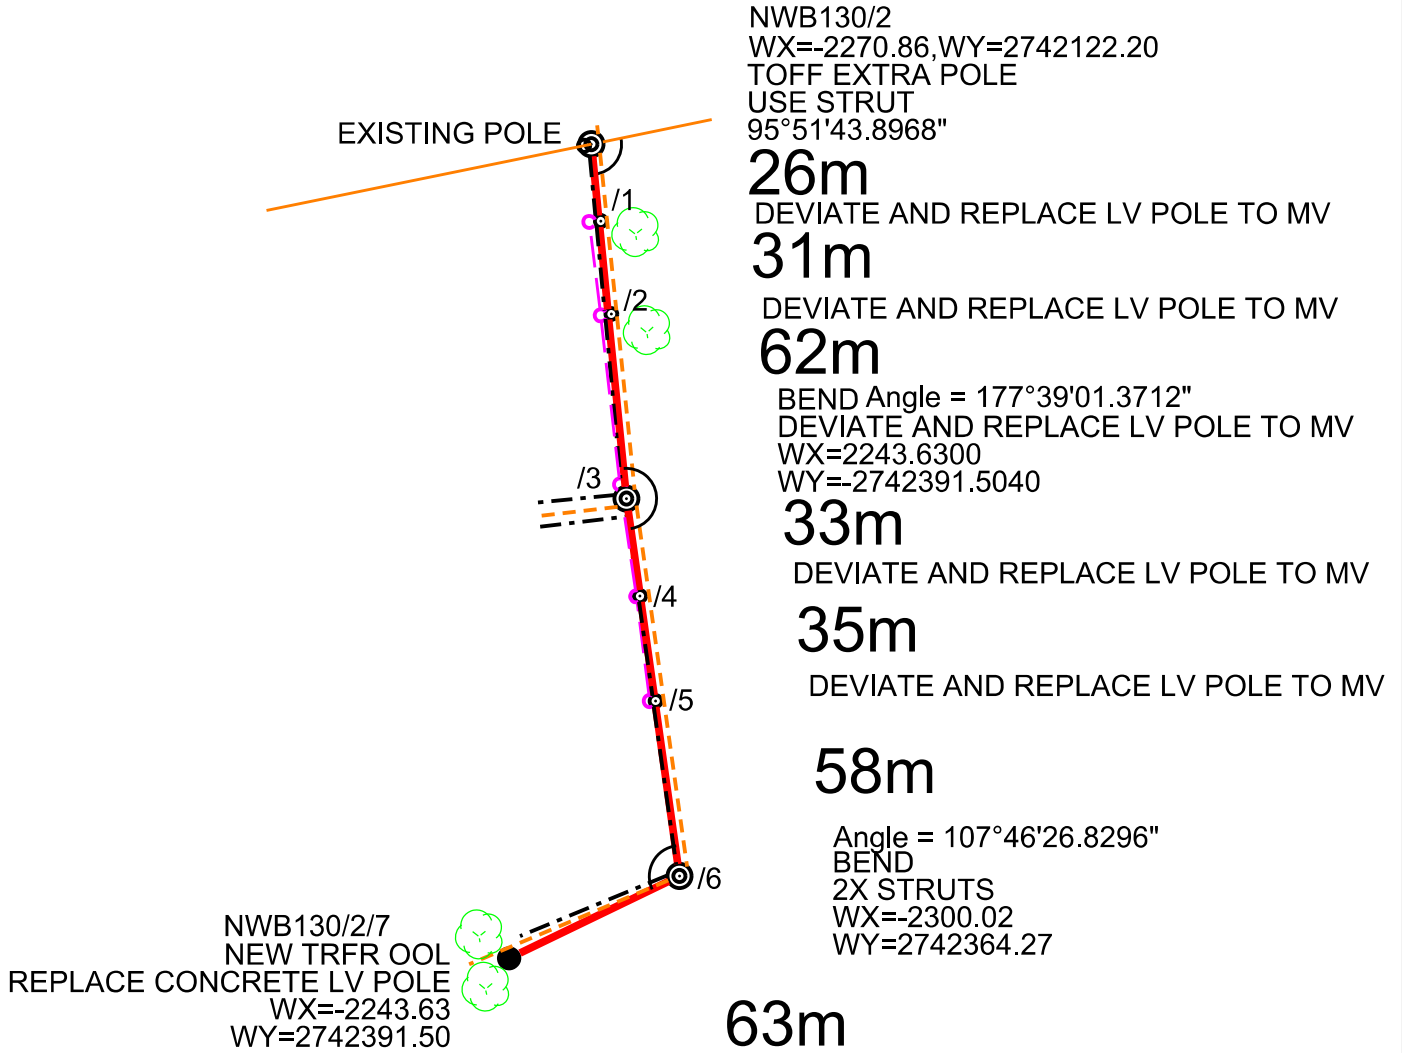 NWB130/2
WX=-2270.86,WY=2742122.20
TOFF EXTRA POLE
USE STRUT
95°51'43.8968"
EXISTING POLE
26m
/1
DEVIATE AND REPLACE LV POLE TO MV
31m
/2
DEVIATE AND REPLACE LV POLE TO MV
62m
BEND Angle = 177°39'01.3712"
DEVIATE AND REPLACE LV POLE TO MV
WX=2243.6300
WY=-2742391.5040
/3
33m
DEVIATE AND REPLACE LV POLE TO MV
/4
35m
DEVIATE AND REPLACE LV POLE TO MV
/5
58m
Angle = 107°46'26.8296"
BEND
2X STRUTS
WX=-2300.02
WY=2742364.27
/6
NWB130/2/7
NEW TRFR OOL
REPLACE CONCRETE LV POLE
WX=-2243.63
WY=2742391.50
63m